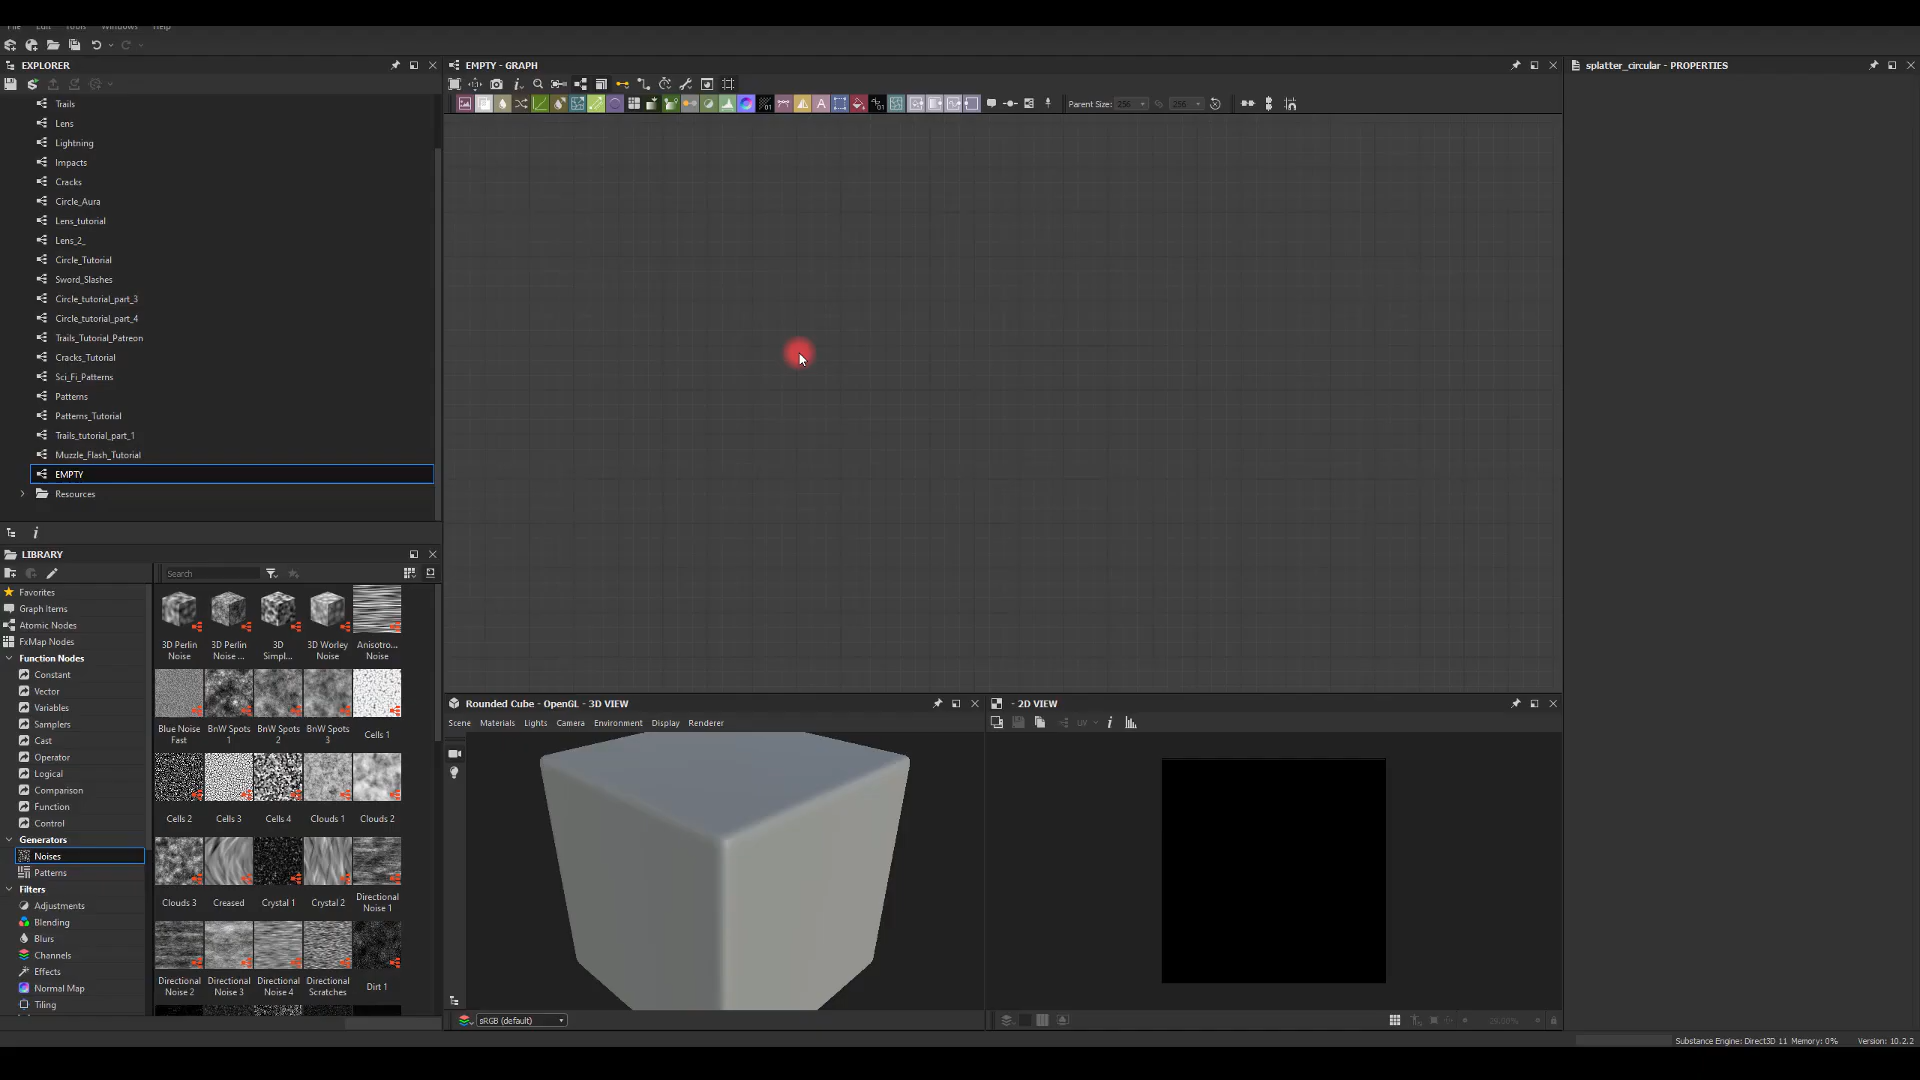 File Edit Tools Windows Help
EXPLORER
Trails
Lens
Lightning
Impacts
Cracks
Circle_Aura
Lens_tutorial
Lens_2_
Circle_Tutorial
Sword_Slashes
Circle_tutorial_part_3
Circle_tutorial_part_4
Trails_Tutorial_Patreon
Cracks_Tutorial
Sci_Fi_Patterns
Patterns
Patterns_Tutorial
Trails_tutorial_part_1
Muzzle_Flash_Tutorial
EMPTY
Resources
LIBRARY
Favorites
Graph Items
Atomic Nodes
FxMap Nodes
Function Nodes
Constant
Vector
Variables
Samplers
Cast
Operator
Logical
Comparison
Function
Control
Generators
Noises
Patterns
Filters
Adjustments
Blending
Blurs
Channels
Effects
Normal Map
Tiling
Search
3D Perlin Noise
3D Perlin Noise ...
3D Simpl...
3D Worley Noise
Anisotro... Noise
Blue Noise Fast
BnW Spots 1
BnW Spots 2
BnW Spots 3
Cells 1
Cells 2
Cells 3
Cells 4
Clouds 1
Clouds 2
Clouds 3
Creased
Crystal 1
Crystal 2
Directional Noise 1
Directional Noise 2
Directional Noise 3
Directional Noise 4
Directional Scratches
Dirt 1
EMPTY - GRAPH
Parent Size: 256 256
Rounded Cube - OpenGL - 3D VIEW
Scene Materials Lights Camera Environment Display Renderer
sRGB (default)
- 2D VIEW
UV
splatter_circular - PROPERTIES
Substance Engine: Direct3D 11 Memory: 0% Version: 10.2.2